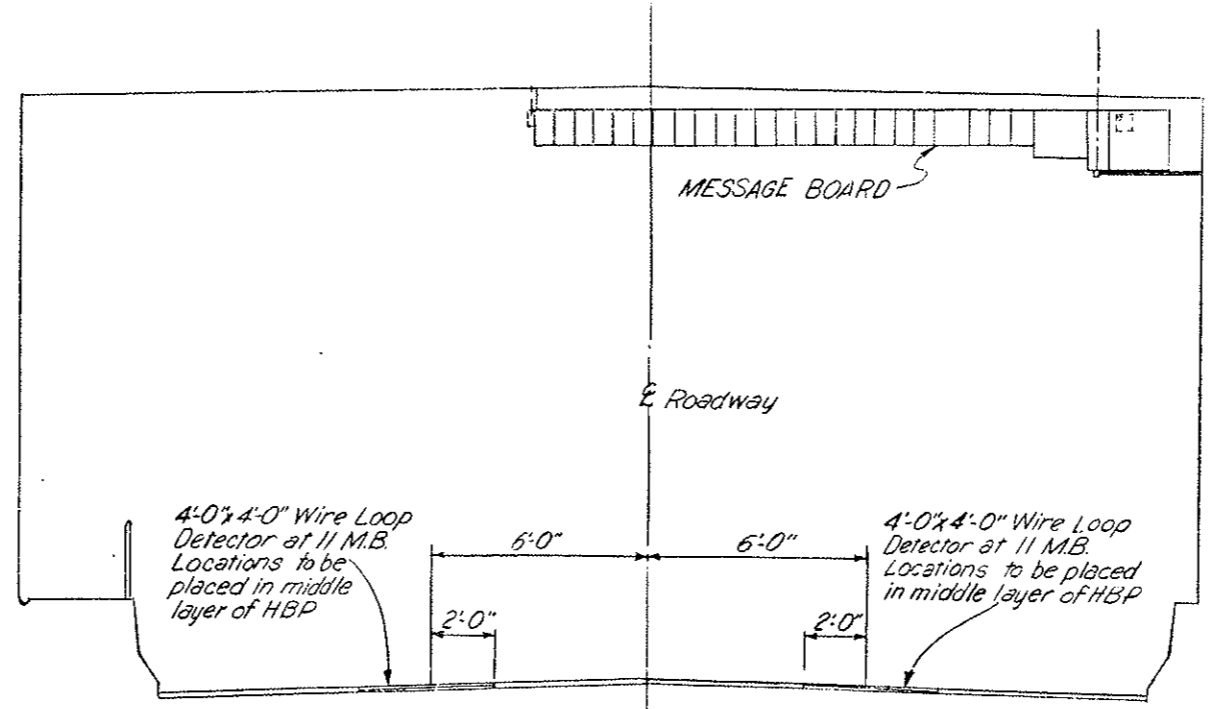 MESSAGE BOARD
℄ Roadway
4'-0"x 4'-0" Wire Loop
Detector at 11 M.B.
Locations to be
placed in middle
layer of HBP
6'-0"
6'-0"
4'-0"x 4'-0" Wire Loop
Detector at 11 M.B.
Locations to be placed
in middle layer of HBP
2'-0"
2'-0"